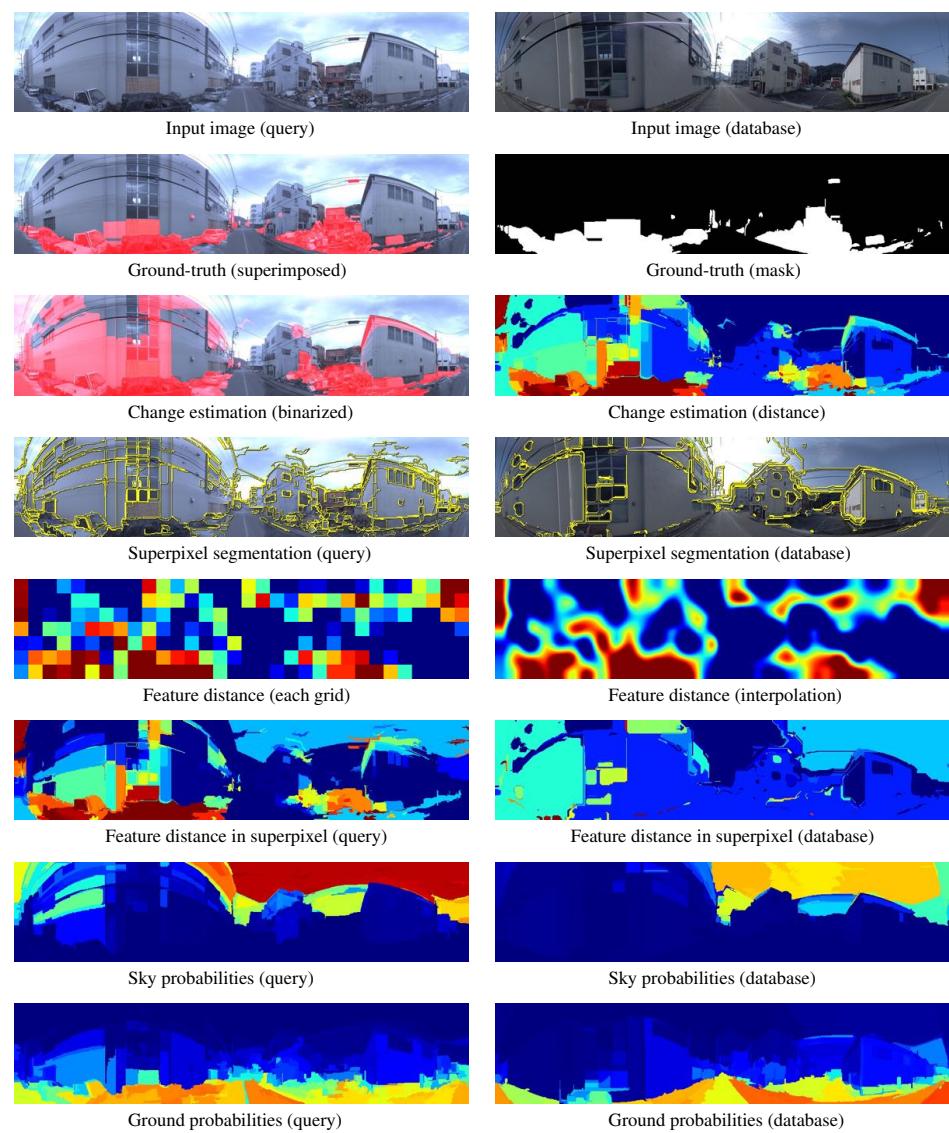 Input image (query)
Input image (database)
Ground-truth (superimposed)
Ground-truth (mask)
Change estimation (binarized)
Change estimation (distance)
Superpixel segmentation (query)
Superpixel segmentation (database)
Feature distance (each grid)
Feature distance (interpolation)
Feature distance in superpixel (query)
Feature distance in superpixel (database)
Sky probabilities (query)
Sky probabilities (database)
Ground probabilities (query)
Ground probabilities (database)